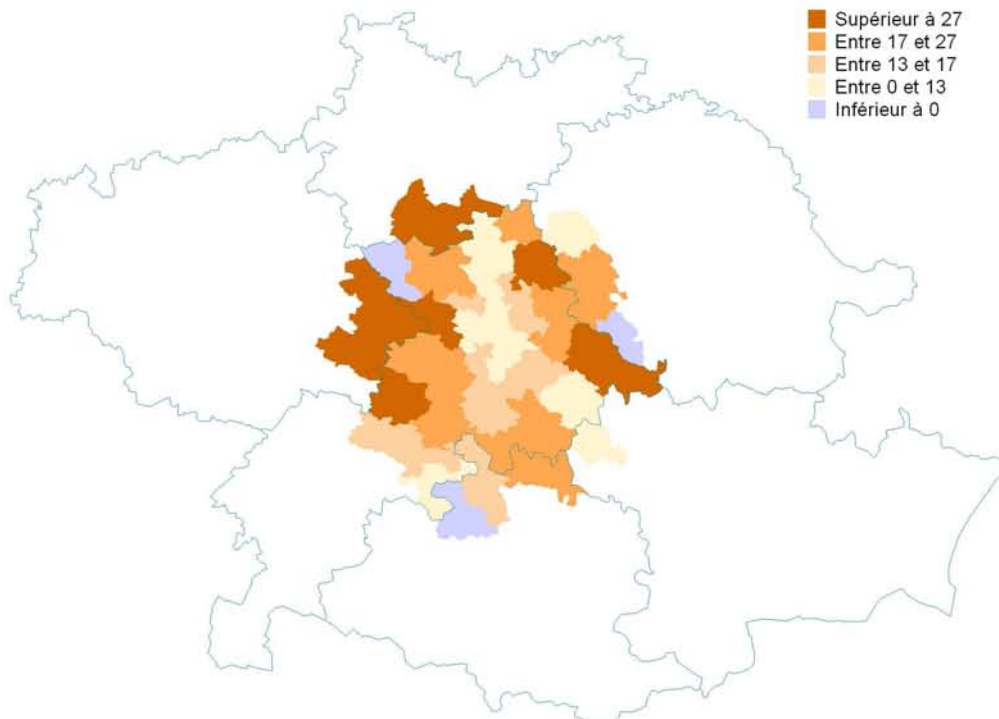 Supérieur à 27
Entre 17 et 27
Entre 13 et 17
Entre 0 et 13
Inférieur à 0